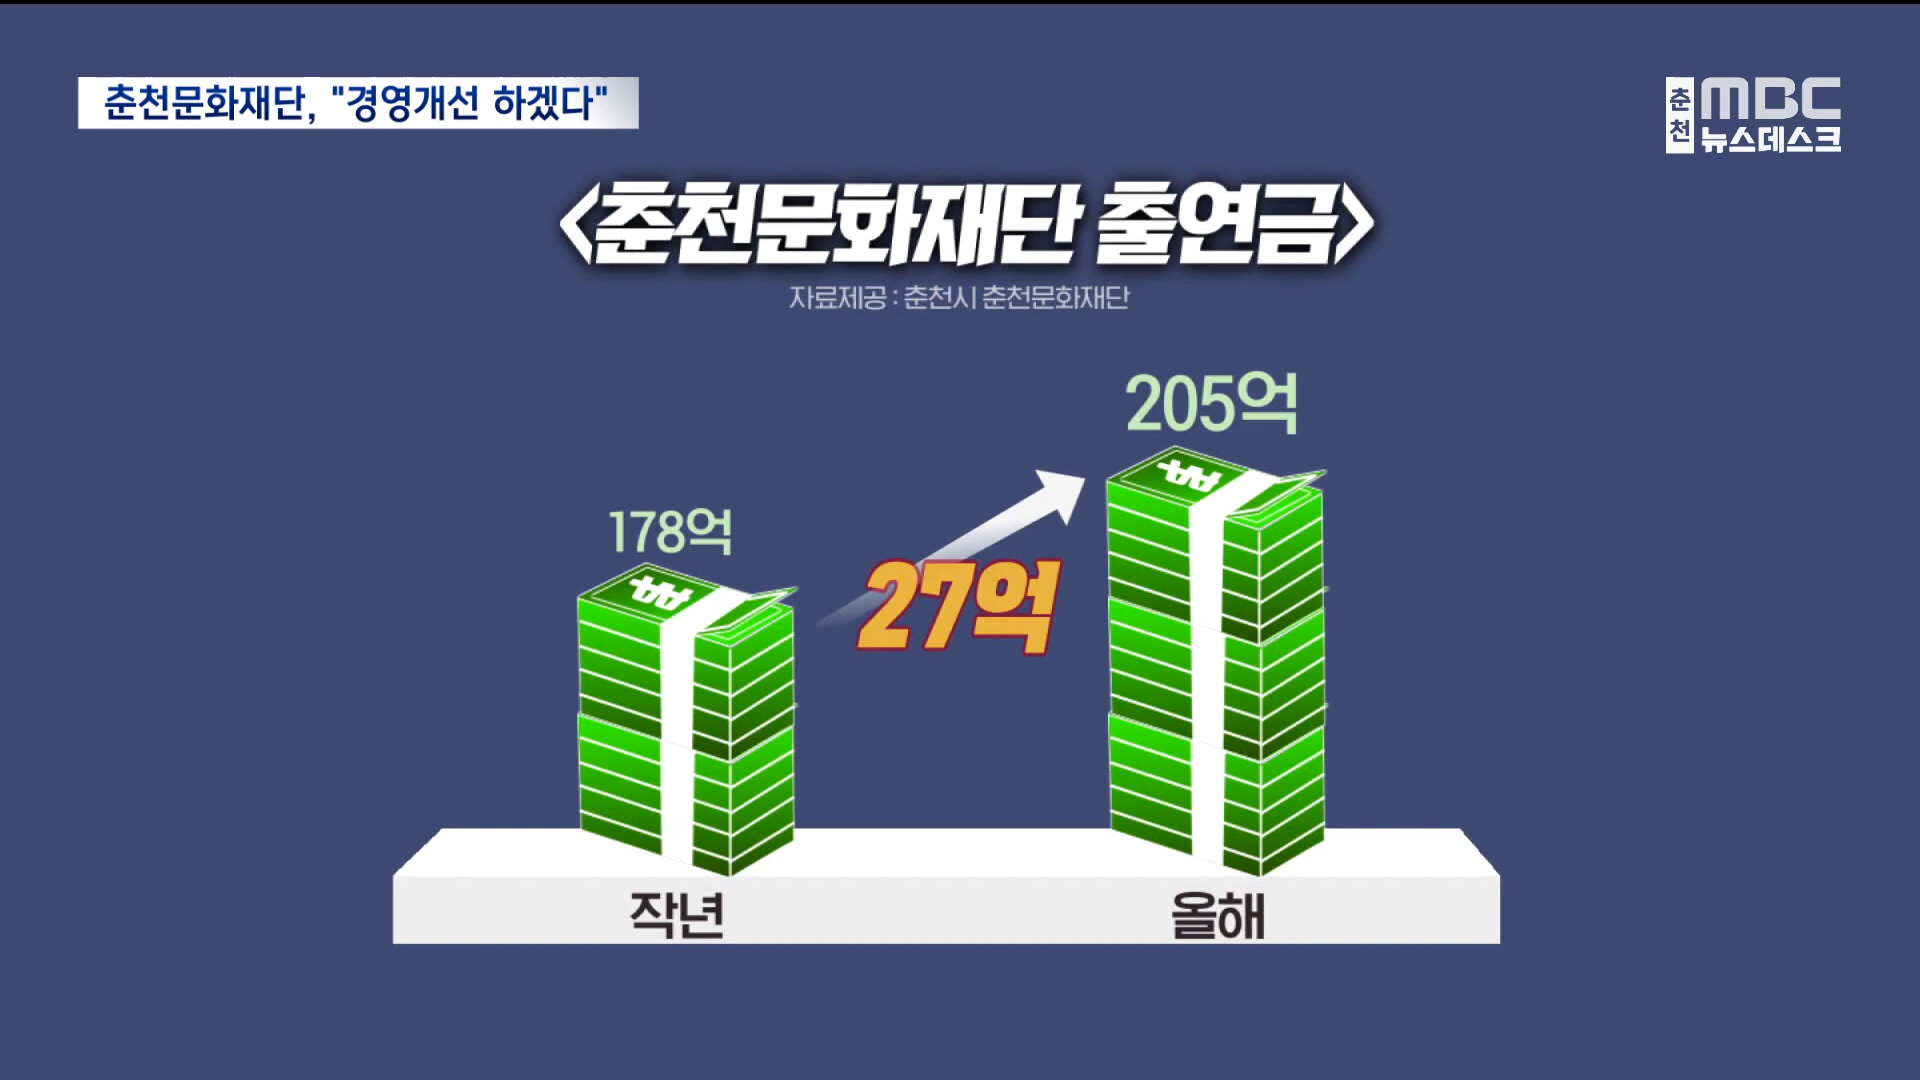 춘천문화재단, "경영개선 하겠다"
춘천
MBC
뉴스데스크
<춘천문화재단 출연금>
자료제공 : 춘천시 춘천문화재단
205억
178억
27억
₩
₩
작년
올해